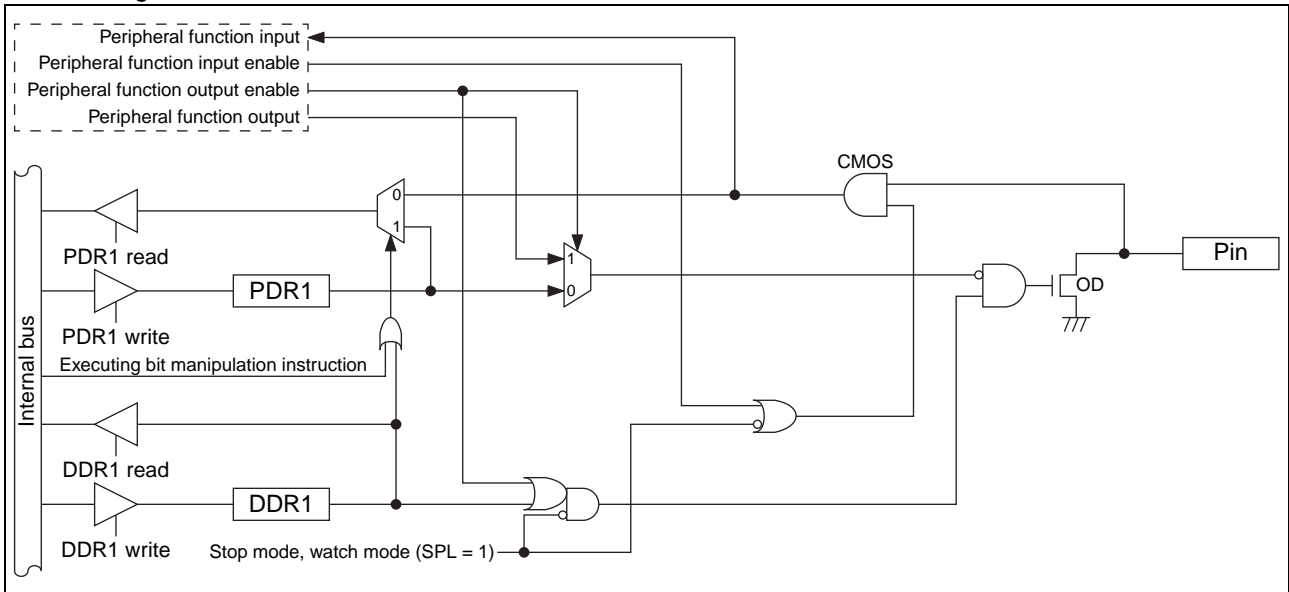 Peripheral function input
Peripheral function input enable
Peripheral function output enable
Peripheral function output
CMOS
0
1
PDR1 read
1
0
Pin
OD
PDR1
PDR1 write
Executing bit manipulation instruction
Internal bus
DDR1 read
DDR1
DDR1 write
Stop mode, watch mode (SPL = 1)